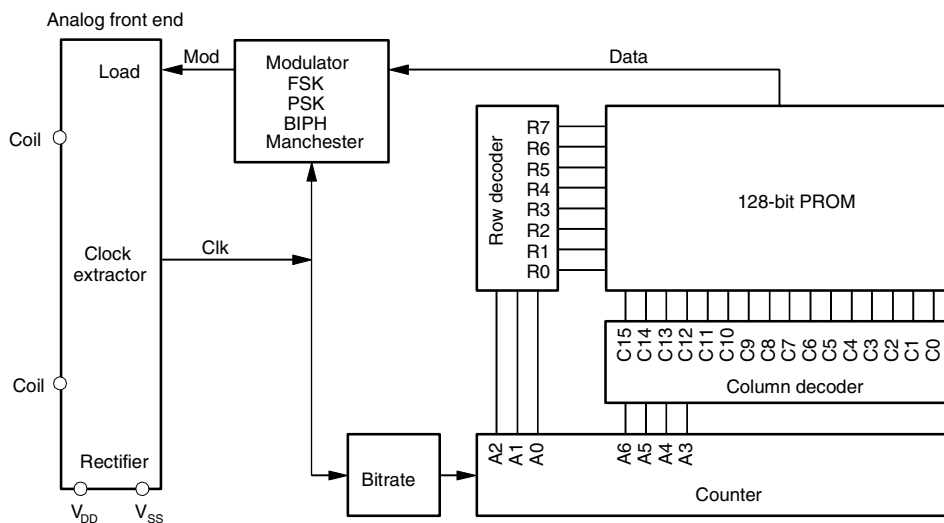 Analog front end
Load
Mod
Modulator
FSK
PSK
BIPH
Manchester
Data
Coil
Row decoder
R7
R6
R5
R4
R3
R2
R1
R0
128-bit PROM
Clock
extractor
Clk
C15
C14
C13
C12
C11
C10
C9
C8
C7
C6
C5
C4
C3
C2
C1
C0
Column decoder
Coil
A2
A1
A0
A6
A5
A4
A3
Rectifier
Bitrate
Counter
VDD
VSS